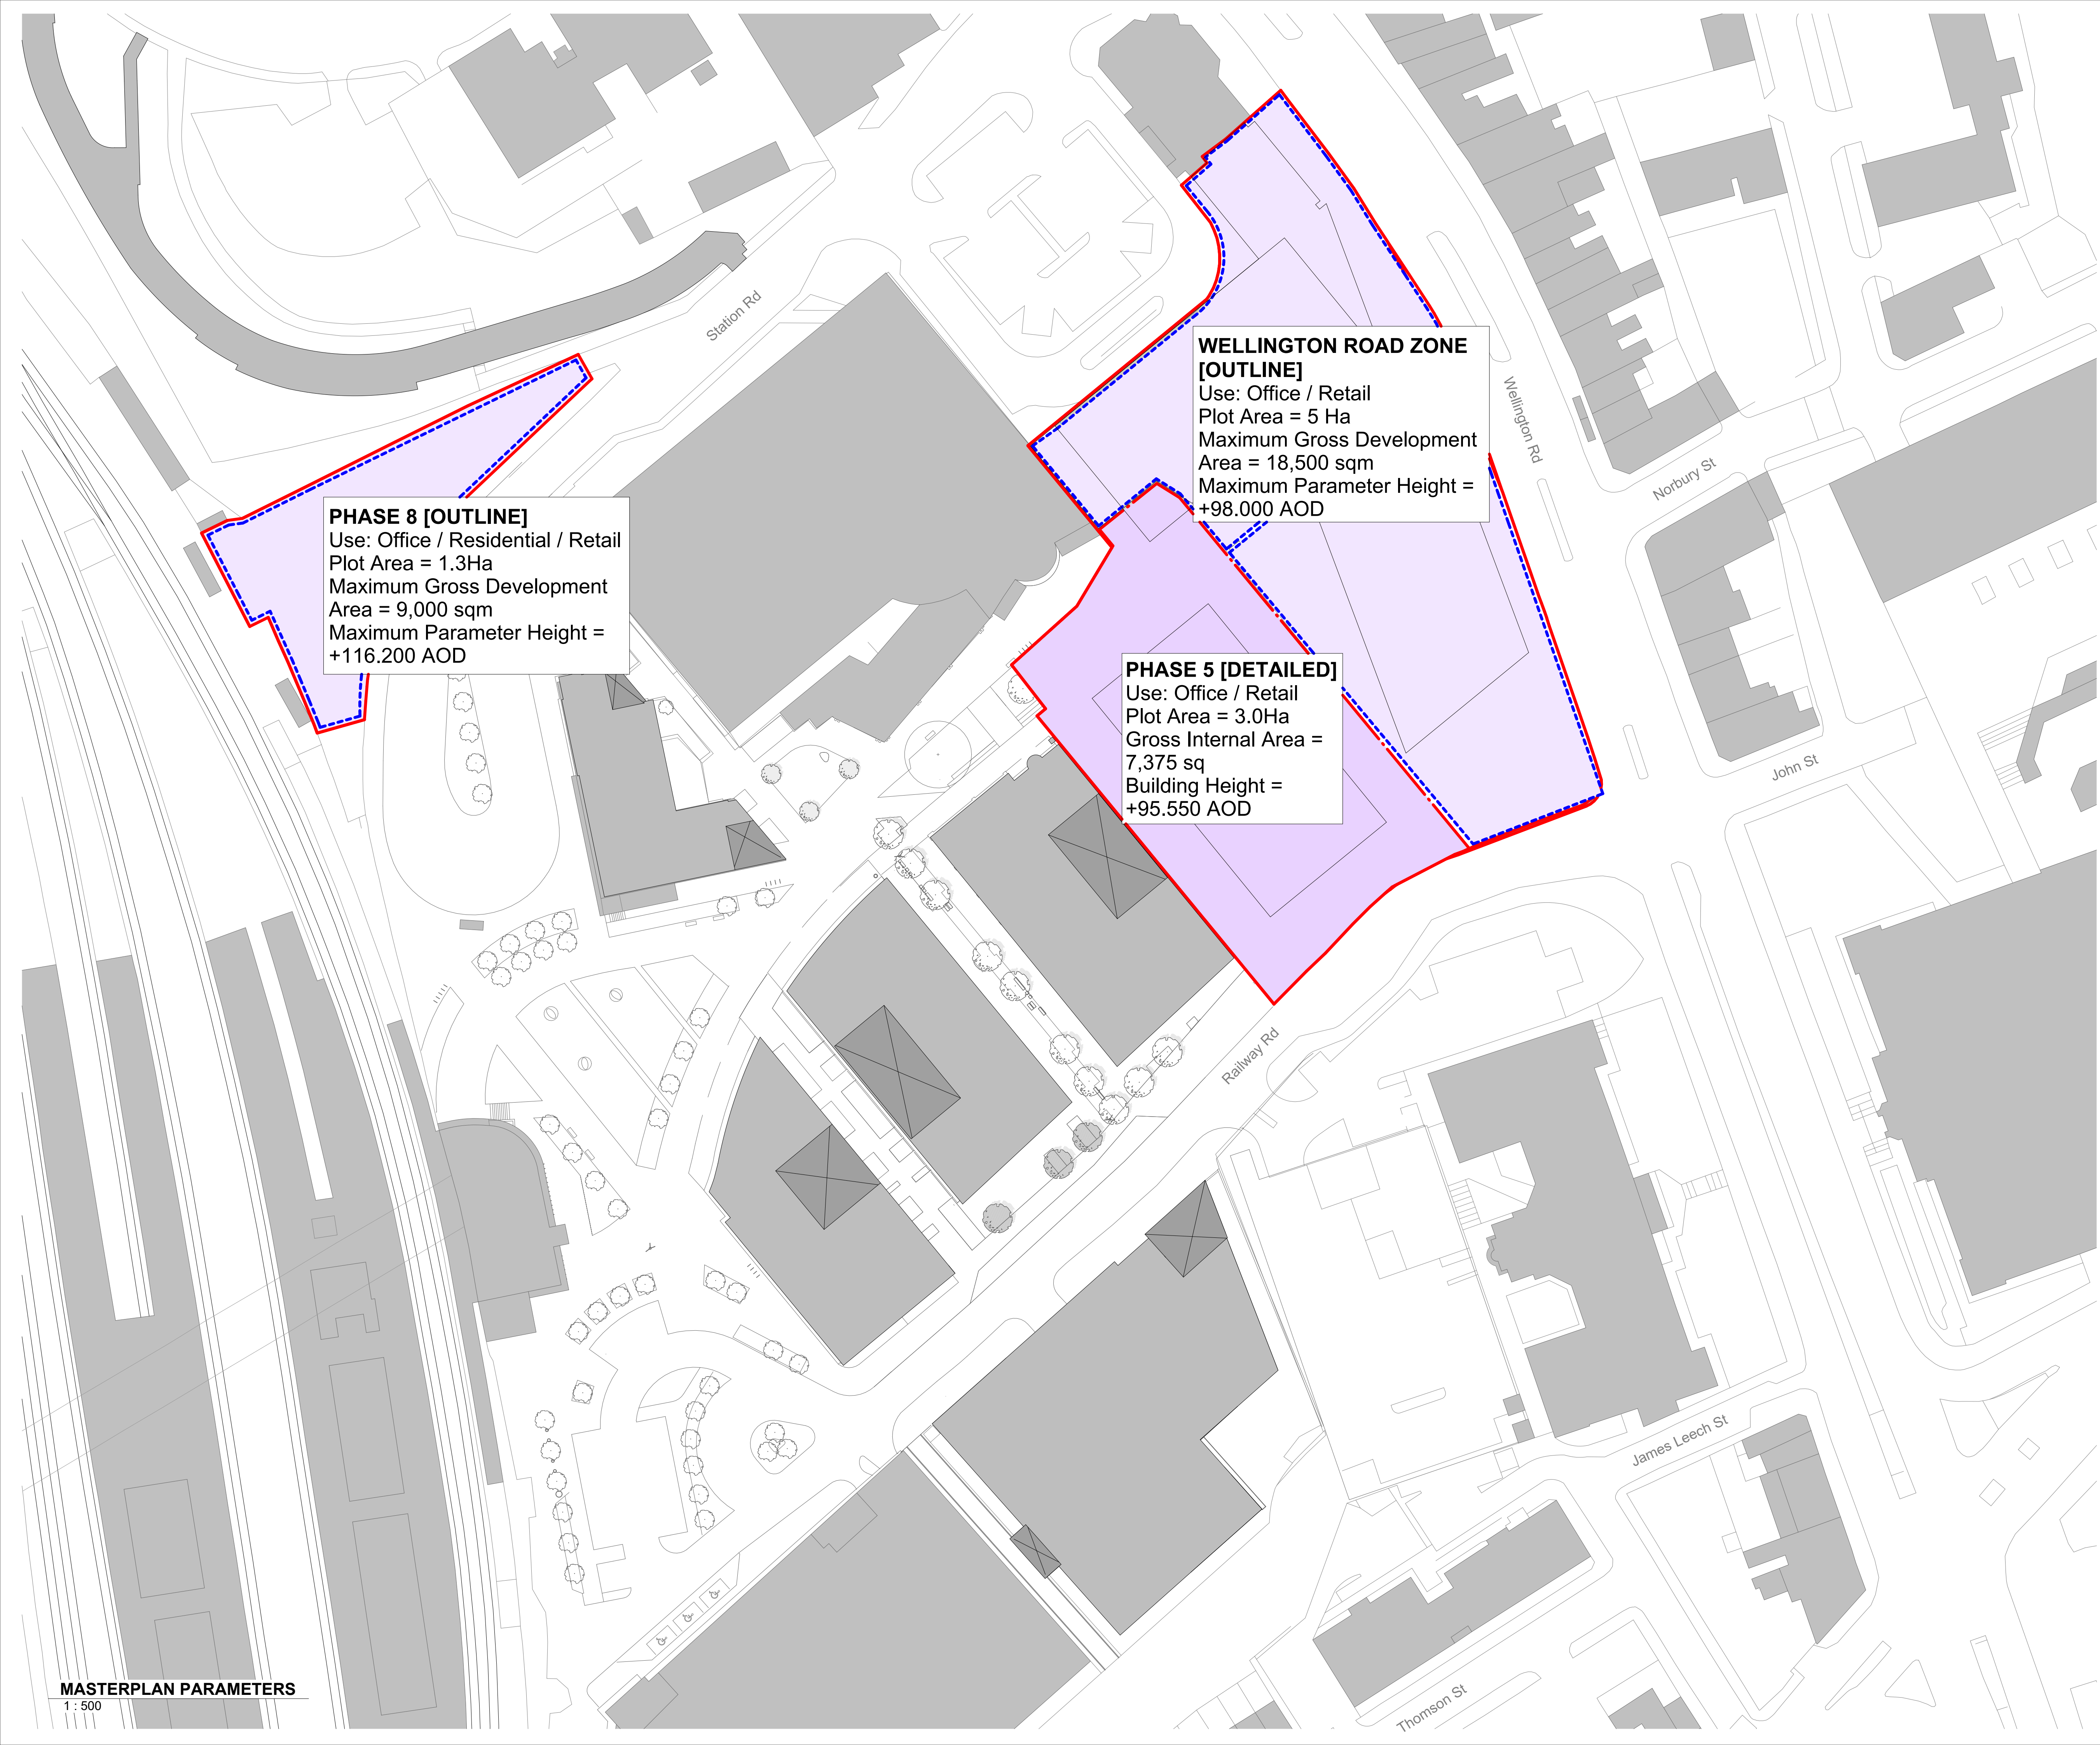 Station Rd
WELLINGTON ROAD ZONE
[OUTLINE]
Use: Office / Retail
Plot Area = 5 Ha
Maximum Gross Development
Area = 18,500 sqm
Maximum Parameter Height =
+98.000 AOD
Wellington Rd
Norbury St
PHASE 8 [OUTLINE]
Use: Office / Residential / Retail
Plot Area = 1.3Ha
Maximum Gross Development
Area = 9,000 sqm
Maximum Parameter Height =
+116.200 AOD
PHASE 5 [DETAILED]
Use: Office / Retail
Plot Area = 3.0Ha
Gross Internal Area =
7,375 sq
Building Height =
+95.550 AOD
John St
Railway Rd
James Leech St
Thomson St
MASTERPLAN PARAMETERS
1 : 500